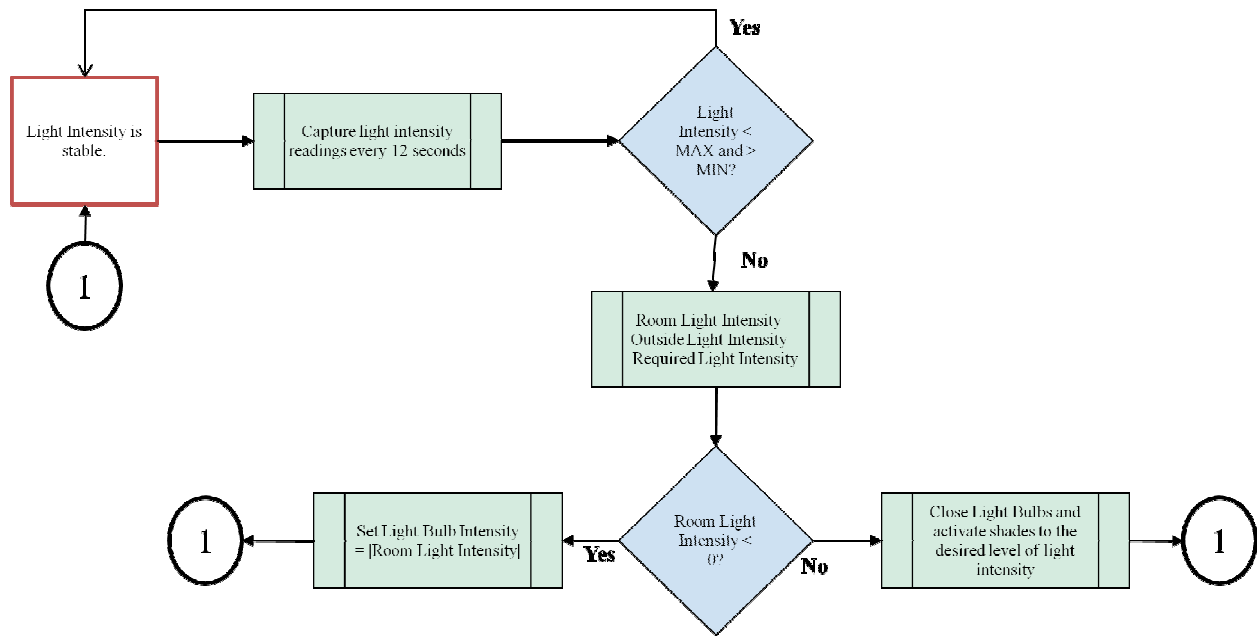 Yes
Light Intensity is
stable.
Capture light intensity
readings every 12 seconds
Light
Intensity <
MAX and >
MIN?
1
No
Room Light Intensity
Outside Light Intensity
Required Light Intensity
1
Set Light Bulb Intensity
= |Room Light Intensity|
Yes
Room Light
Intensity <
0?
No
Close Light Bulbs and
activate shades to the
desired level of light
intensity
1